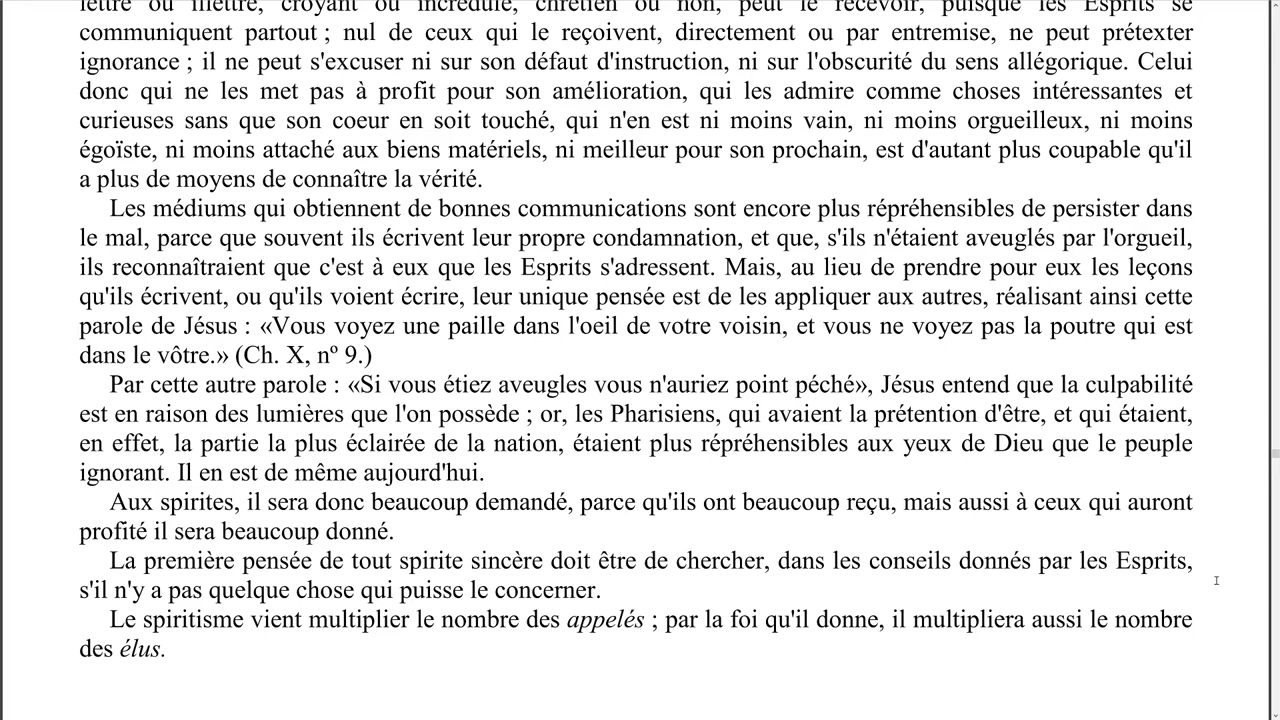 lettré ou illettré, croyant ou incrédule, chrétien ou non, peut le recevoir, puisque les Esprits se
communiquent partout ; nul de ceux qui le reçoivent, directement ou par entremise, ne peut prétexter
ignorance ; il ne peut s'excuser ni sur son défaut d'instruction, ni sur l'obscurité du sens allégorique. Celui
donc qui ne les met pas à profit pour son amélioration, qui les admire comme choses intéressantes et
curieuses sans que son coeur en soit touché, qui n'en est ni moins vain, ni moins orgueilleux, ni moins
égoïste, ni moins attaché aux biens matériels, ni meilleur pour son prochain, est d'autant plus coupable qu'il
a plus de moyens de connaître la vérité.
Les médiums qui obtiennent de bonnes communications sont encore plus répréhensibles de persister dans
le mal, parce que souvent ils écrivent leur propre condamnation, et que, s'ils n'étaient aveuglés par l'orgueil,
ils reconnaîtraient que c'est à eux que les Esprits s'adressent. Mais, au lieu de prendre pour eux les leçons
qu'ils écrivent, ou qu'ils voient écrire, leur unique pensée est de les appliquer aux autres, réalisant ainsi cette
parole de Jésus : «Vous voyez une paille dans l'oeil de votre voisin, et vous ne voyez pas la poutre qui est
dans le vôtre.» (Ch. X, nº 9.)
Par cette autre parole : «Si vous étiez aveugles vous n'auriez point péché», Jésus entend que la culpabilité
est en raison des lumières que l'on possède ; or, les Pharisiens, qui avaient la prétention d'être, et qui étaient,
en effet, la partie la plus éclairée de la nation, étaient plus répréhensibles aux yeux de Dieu que le peuple
ignorant. Il en est de même aujourd'hui.
Aux spirites, il sera donc beaucoup demandé, parce qu'ils ont beaucoup reçu, mais aussi à ceux qui auront
profité il sera beaucoup donné.
La première pensée de tout spirite sincère doit être de chercher, dans les conseils donnés par les Esprits,
s'il n'y a pas quelque chose qui puisse le concerner.
Le spiritisme vient multiplier le nombre des appelés ; par la foi qu'il donne, il multipliera aussi le nombre
des élus.